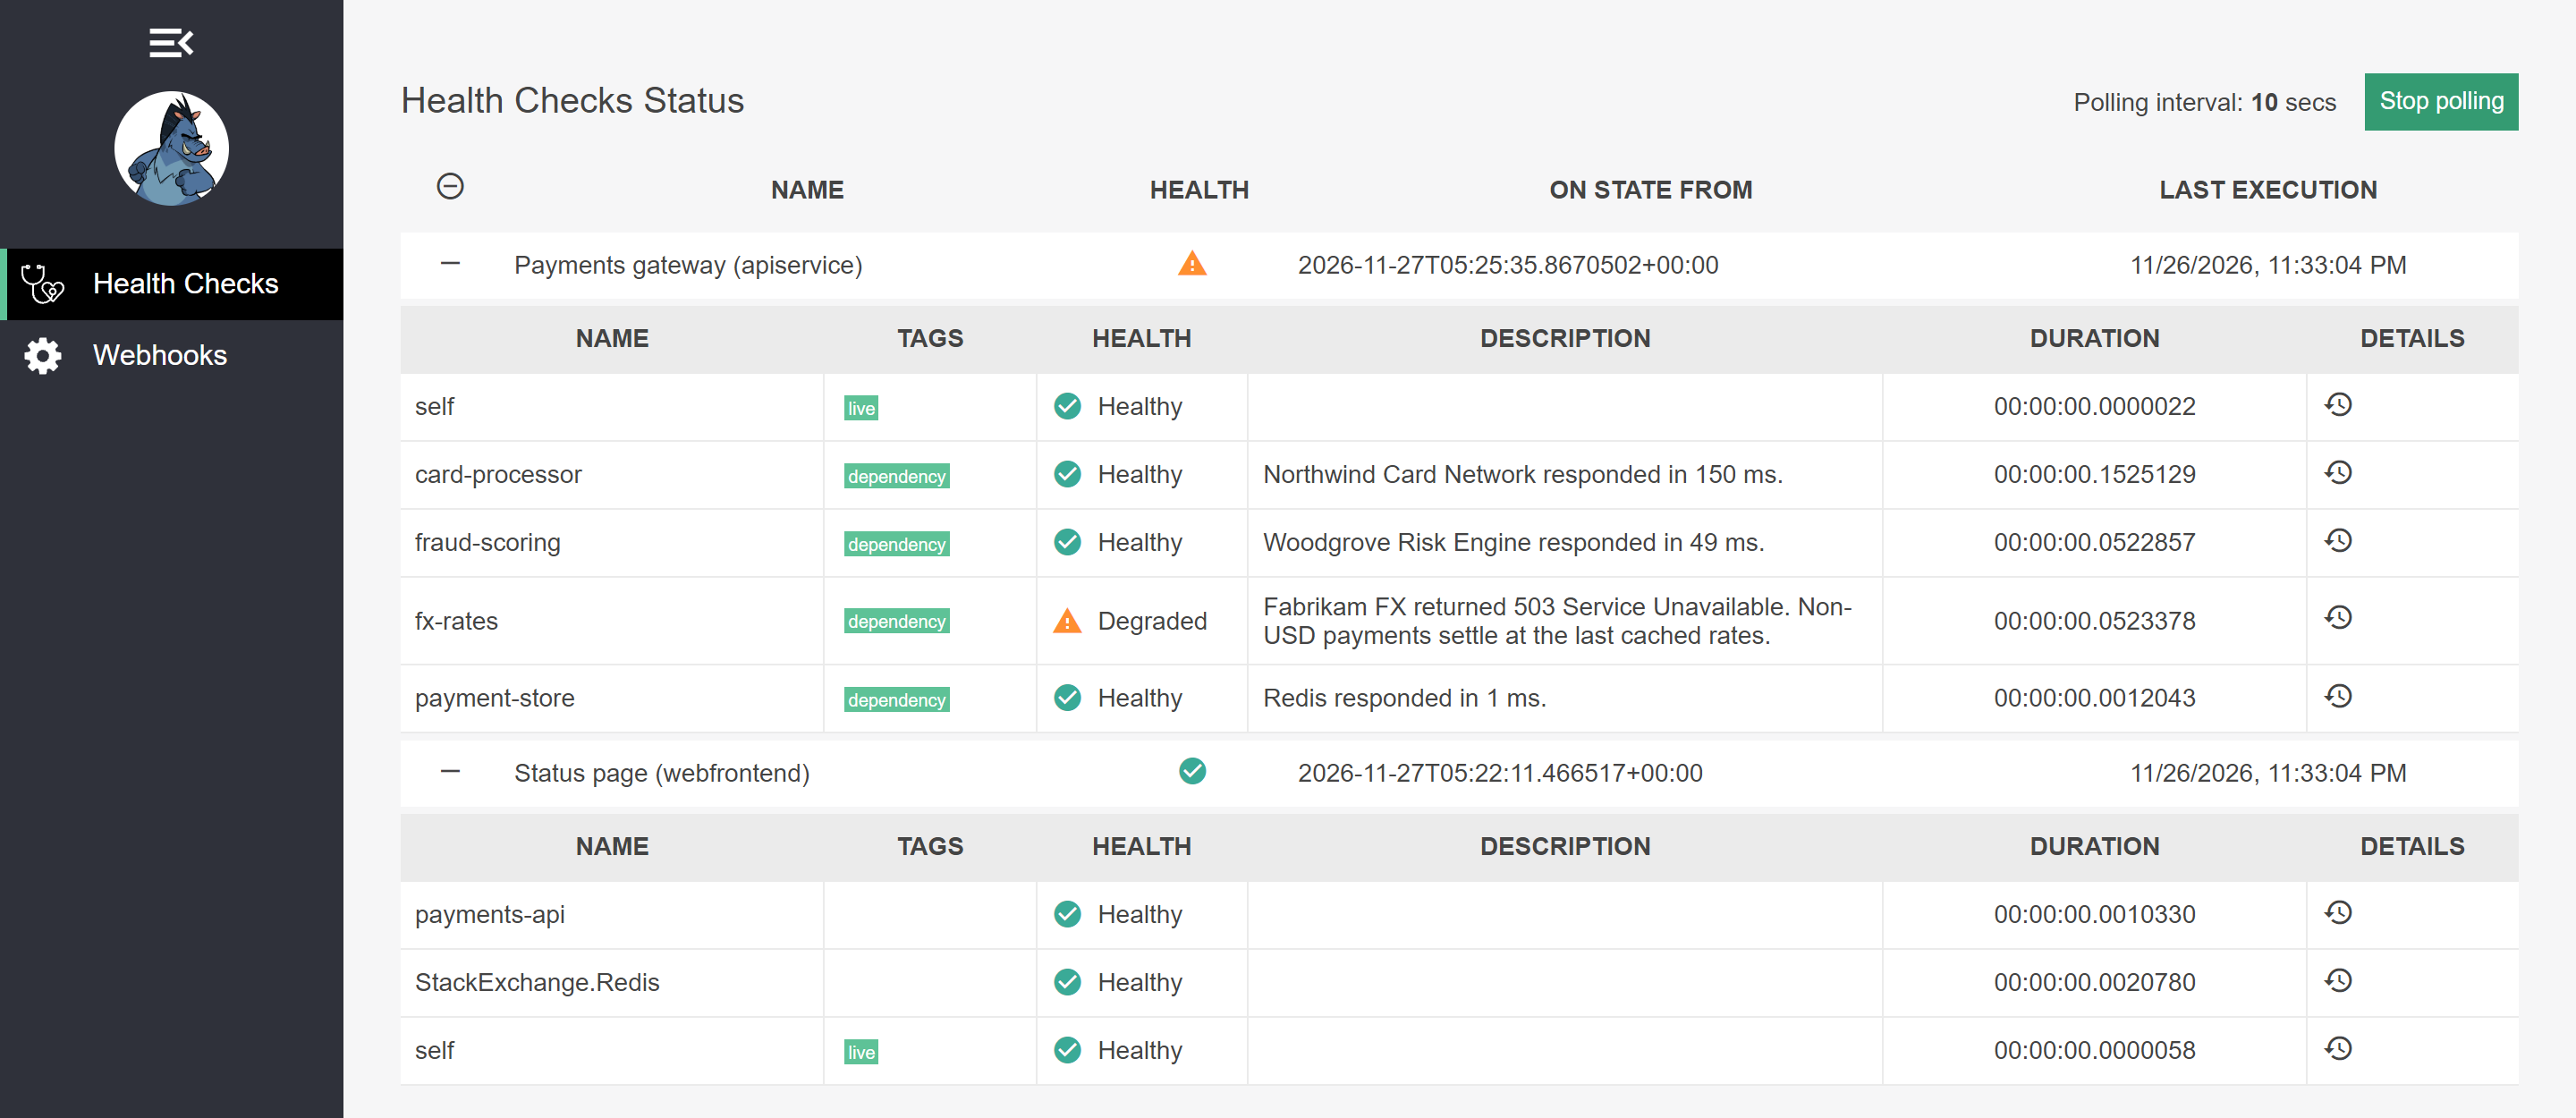 Health Checks
Webhooks
Health Checks Status
Polling interval: 10 secs
Stop polling
NAME HEALTH ON STATE FROM LAST EXECUTION
Payments gateway (apiservice) 2026-11-27T05:25:35.8670502+00:00 11/26/2026, 11:33:04 PM
NAME TAGS HEALTH DESCRIPTION DURATION DETAILS
self live Healthy 00:00:00.0000022
card-processor dependency Healthy Northwind Card Network responded in 150 ms. 00:00:00.1525129
fraud-scoring dependency Healthy Woodgrove Risk Engine responded in 49 ms. 00:00:00.0522857
fx-rates dependency Degraded Fabrikam FX returned 503 Service Unavailable. Non-
USD payments settle at the last cached rates. 00:00:00.0523378
payment-store dependency Healthy Redis responded in 1 ms. 00:00:00.0012043
Status page (webfrontend) 2026-11-27T05:22:11.466517+00:00 11/26/2026, 11:33:04 PM
NAME TAGS HEALTH DESCRIPTION DURATION DETAILS
payments-api Healthy 00:00:00.0010330
StackExchange.Redis Healthy 00:00:00.0020780
self live Healthy 00:00:00.0000058